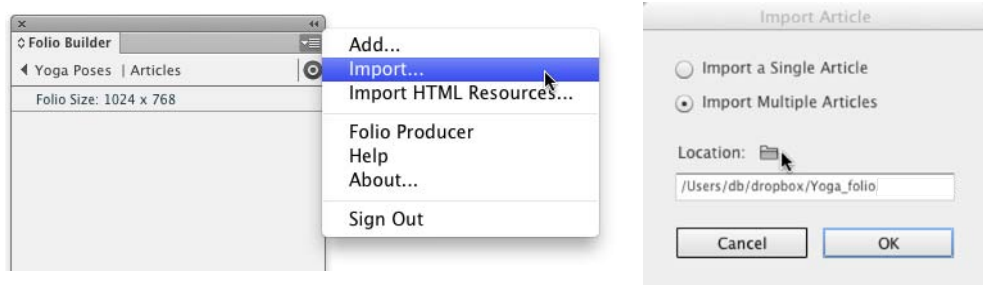 Folio Builder
Yoga Poses | Articles
Folio Size: 1024 x 768
Add...
Import...
Import HTML Resources...
Folio Producer
Help
About...
Sign Out
Import Article
Import a Single Article
Import Multiple Articles
Location:
/Users/db/dropbox/Yoga_folio
Cancel
OK